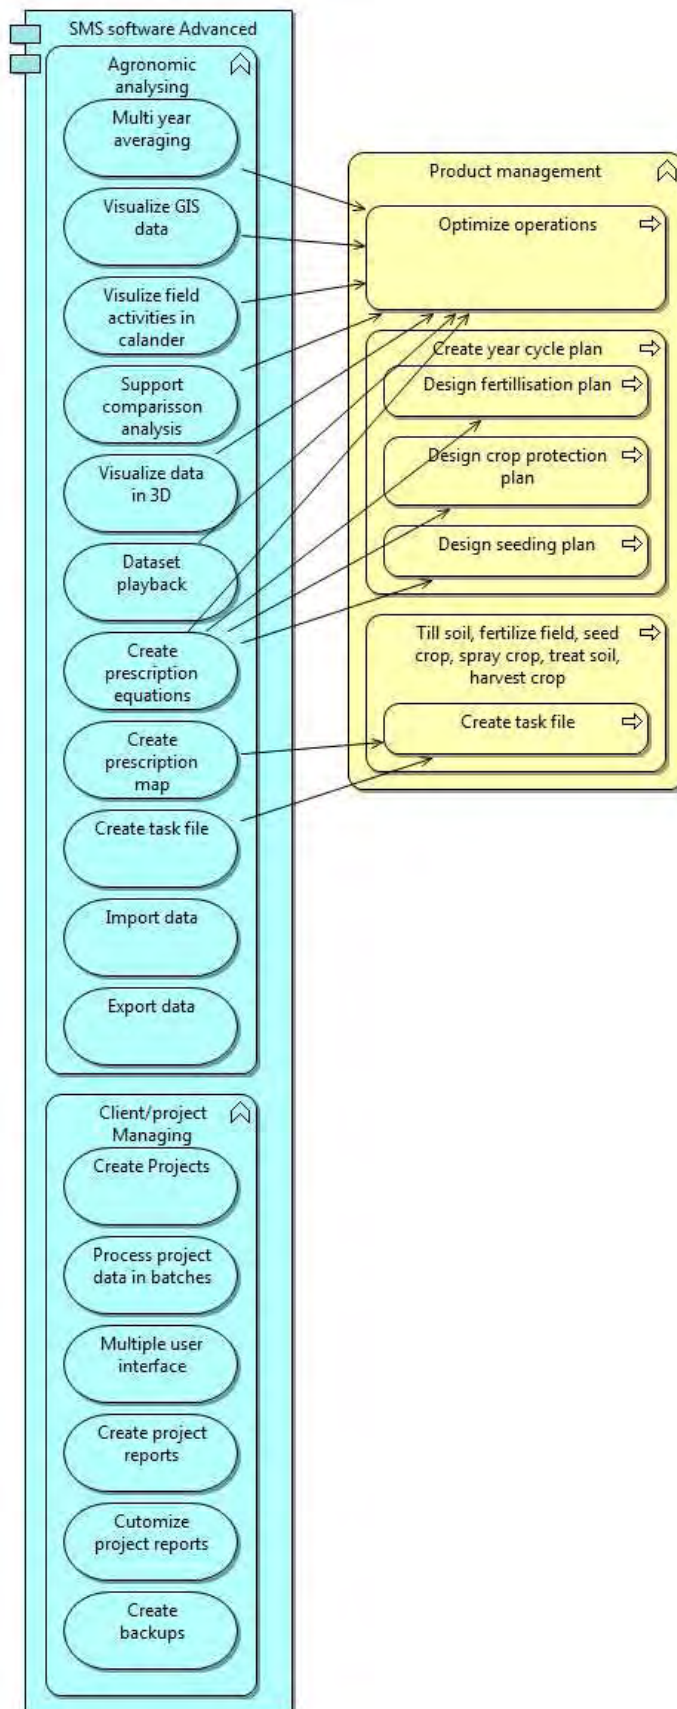 SMS software Advanced
Agronomic
analysing
Multi year
averaging
Visualize GIS
data
Visulize field
activities in
calander
Support
comparisson
analysis
Visualize data
in 3D
Dataset
playback
Create
prescription
equations
Create
prescription
map
Create task file
Import data
Export data
Client/project
Managing
Create Projects
Process project
data in batches
Multiple user
interface
Create project
reports
Cutomize
project reports
Create
backups
Product management
Optimize operations
Create year cycle plan
Design fertillisation plan
Design crop protection
plan
Design seeding plan
Till soil, fertilize field, seed
crop, spray crop, treat soil,
harvest crop
Create task file